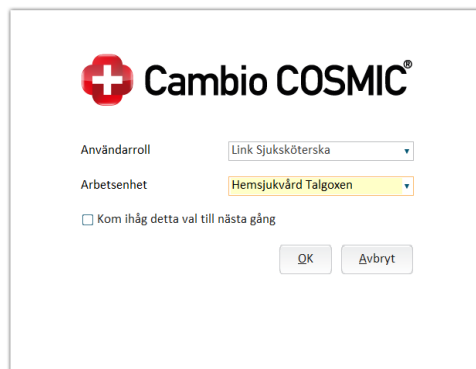 Cambio COSMIC®
Användarroll Link Sjuksköterska
Arbetsenhet Hemsjukvård Talgoxen
Kom ihåg detta val till nästa gång
OK Avbryt